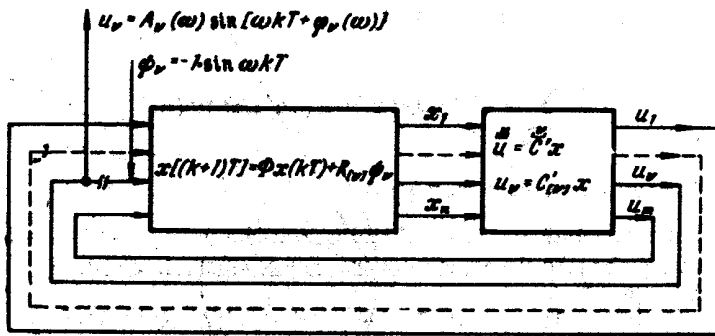 u_ν = A_ν(ω) sin[ωkT + φ_ν(ω)]
ϕ_ν = -1·sin ωkT
x[(k+1)T] = Φx(kT) + R_[ν] ϕ_ν
x_1
x_n
ũ = C̃'x
u_ν = C'_[ν] x
u_1
u_ν
u_m